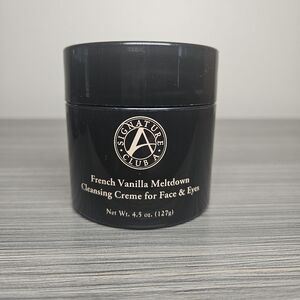 SIGNATURE
A
CLUB A
French Vanilla Meltdown
Cleansing Creme for Face & Eyes
Net Wt. 4.5 oz. (127g)